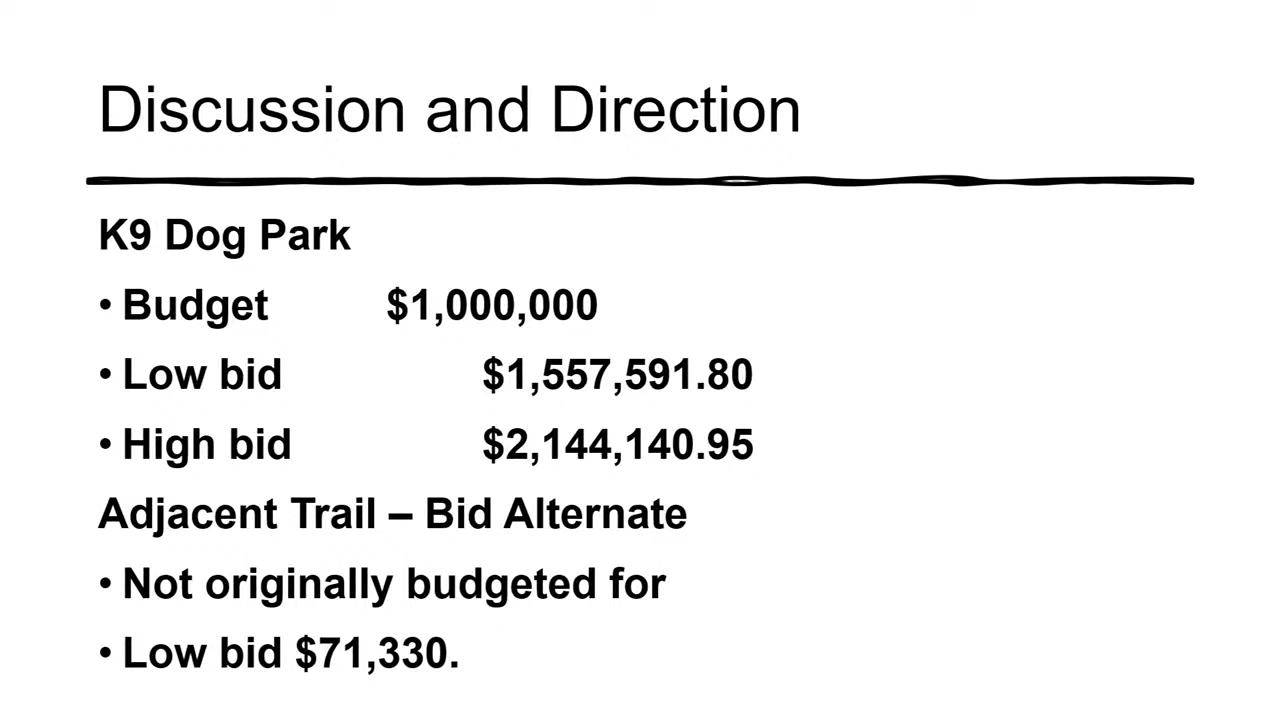 Discussion and Direction
K9 Dog Park
• Budget $1,000,000
• Low bid $1,557,591.80
• High bid $2,144,140.95
Adjacent Trail – Bid Alternate
• Not originally budgeted for
• Low bid $71,330.